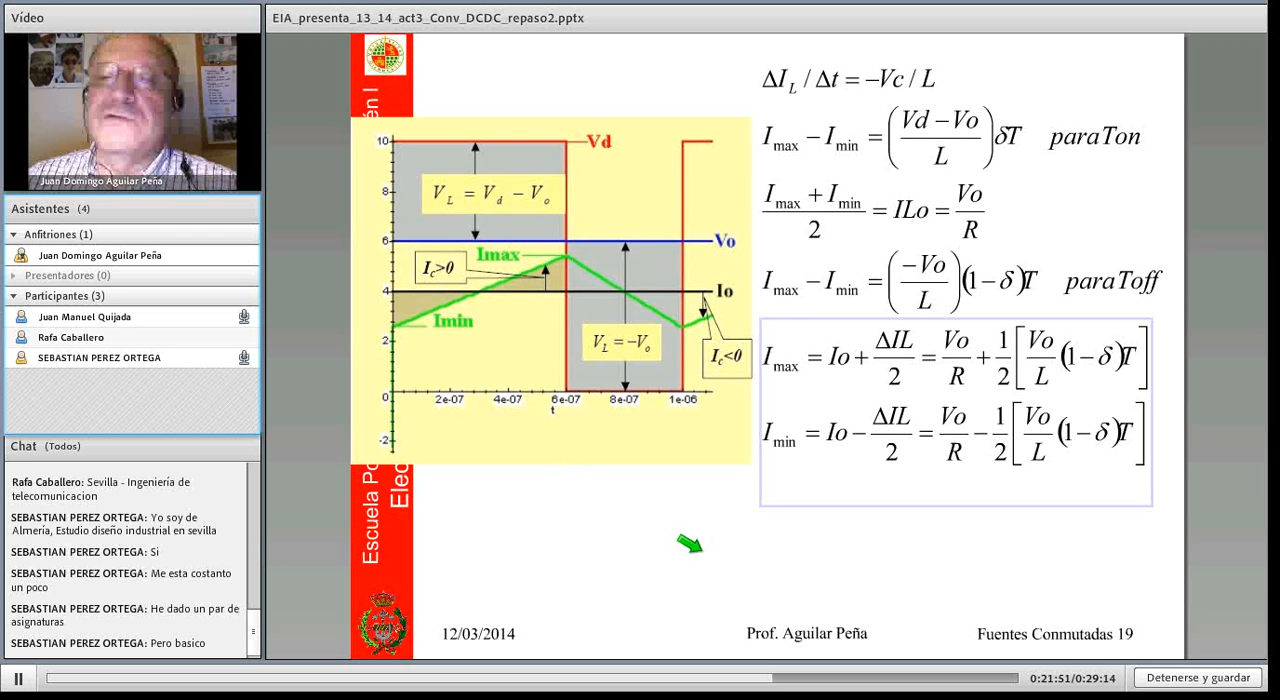 Vídeo
Juan Domingo Aguilar Peña
Asistentes (4)
Anfitriones (1)
Juan Domingo Aguilar Peña
Presentadores (0)
Participantes (3)
Juan Manuel Quijada
Rafa Caballero
SEBASTIAN PEREZ ORTEGA
Chat (Todos)
Rafa Caballero: Sevilla - Ingeniería de
telecomunicacion
SEBASTIAN PEREZ ORTEGA: Yo soy de
Almería, Estudio diseño industrial en sevilla
SEBASTIAN PEREZ ORTEGA: Si
SEBASTIAN PEREZ ORTEGA: Me esta costanto
un poco
SEBASTIAN PEREZ ORTEGA: He dado un par de
asignaturas
SEBASTIAN PEREZ ORTEGA: Pero basico
EIA_presenta_13_14_act3_Conv_DCDC_repaso2.pptx
Escuela Po
Elec
én I
10
8
6
4
2
0
-2
2e-07 4e-07 6e-07 8e-07 1e-06
t
Vd
V_L = V_d − V_o
Vo
Imax
I_c>0
Io
Imin
V_L = −V_o
I_c<0
ΔI_L / Δt = −Vc / L
I_max − I_min = ((Vd − Vo) / L) δT para Ton
(I_max + I_min) / 2 = ILo = Vo / R
I_max − I_min = (−Vo / L)(1 − δ)T para Toff
I_max = Io + ΔIL / 2 = Vo / R + 1/2 [Vo / L (1 − δ)T]
I_min = Io − ΔIL / 2 = Vo / R − 1/2 [Vo / L (1 − δ)T]
12/03/2014
Prof. Aguilar Peña
Fuentes Conmutadas 19
0:21:51/0:29:14
Detenerse y guardar